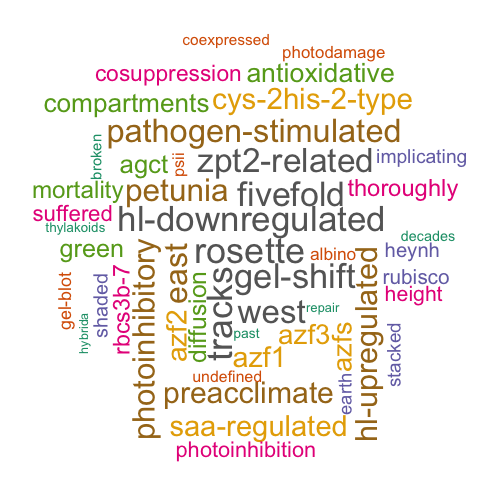 coexpressed
photodamage
cosuppression
antioxidative
compartments
cys-2his-2-type
pathogen-stimulated
broken
agct
psii
zpt2-related
implicating
mortality
petunia
fivefold
thoroughly
suffered
hl-downregulated
thylakoids
decades
green
rosette
albino
heynh
gel-blot
shaded
rbcs3b-7
photoinhibitory
azf2
east
diffusion
tracks
gel-shift
rubisco
height
hybrida
west
repair
hl-upregulated
past
azf1
azf3
azfs
stacked
undefined
preacclimate
earth
saa-regulated
photoinhibition